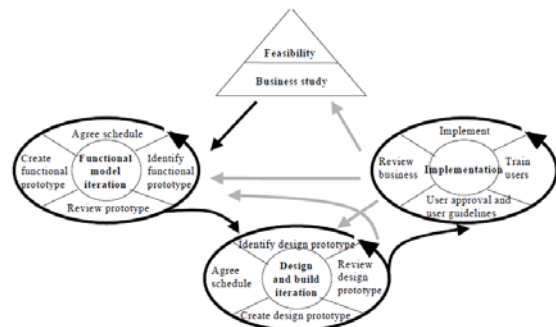 Feasibility
Business study
Agree schedule
Create
functional
prototype
Functional
model
iteration
Identify
functional
prototype
Review prototype
Implement
Review
business
Implementation
Train
users
User approval and
user guidelines
Identify design prototype
Agree
schedule
Design
and build
iteration
Review
design
prototype
Create design prototype